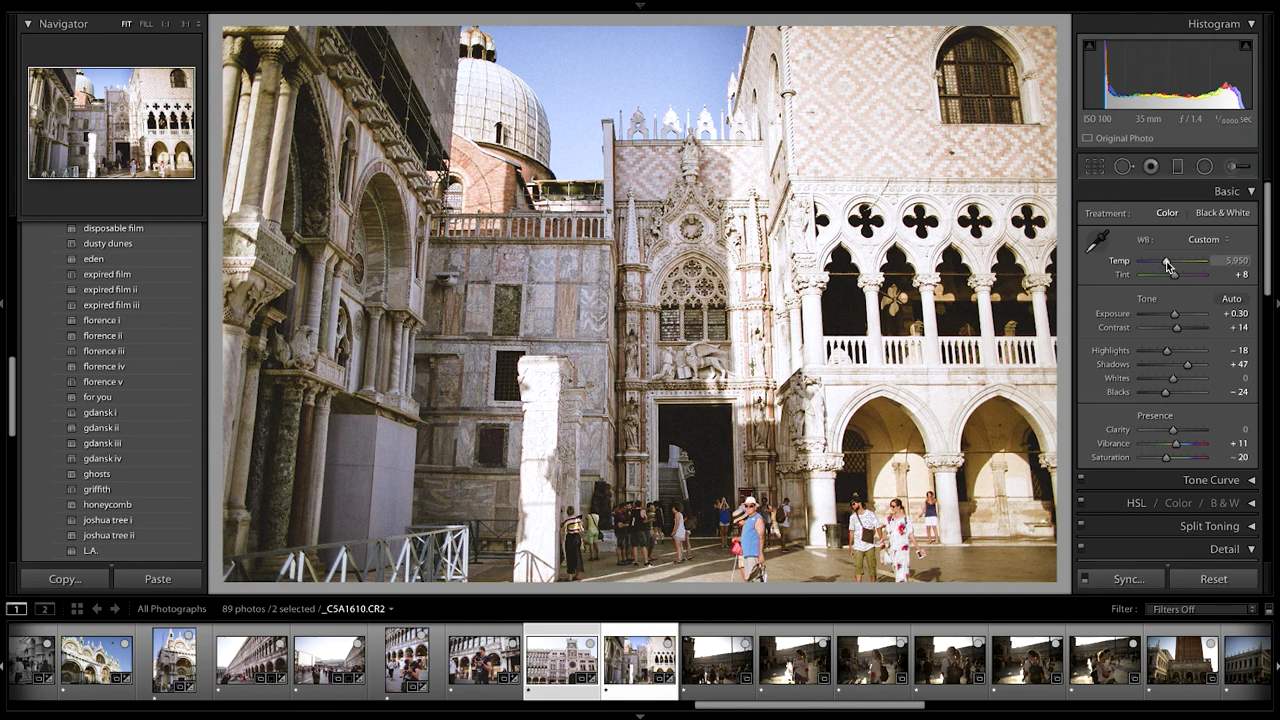 Navigator FIT FILL 1:1 3:1
disposable film
dusty dunes
eden
expired film
expired film ii
expired film iii
florence i
florence ii
florence iii
florence iv
florence v
for you
gdansk i
gdansk ii
gdansk iii
gdansk iv
ghosts
griffith
honeycomb
joshua tree i
joshua tree ii
L.A.
Copy... Paste
Histogram
ISO 100 35 mm ƒ / 1.4 1/8000 sec
Original Photo
Basic
Treatment : Color Black & White
WB : Custom
Temp 5,950
Tint + 8
Tone Auto
Exposure + 0.30
Contrast + 14
Highlights − 18
Shadows + 47
Whites 0
Blacks − 24
Presence
Clarity 0
Vibrance + 11
Saturation − 20
Tone Curve
HSL / Color / B & W
Split Toning
Detail
Sync... Reset
1 2 All Photographs 89 photos /2 selected /_C5A1610.CR2 Filter : Filters Off